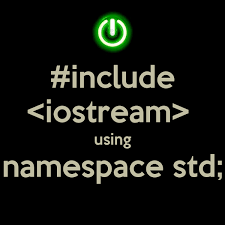 #include
<iostream>
using
namespace std;